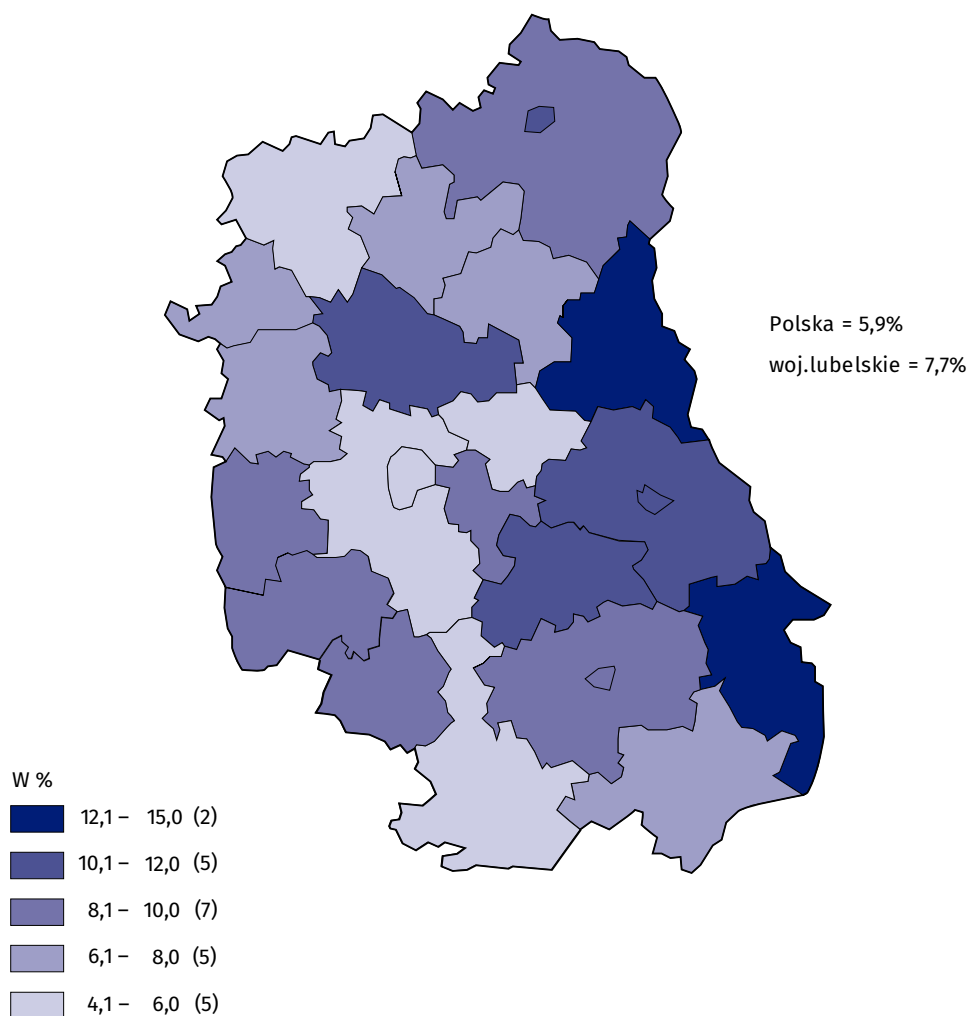 Polska = 5,9%
woj.lubelskie = 7,7%
W %
12,1 – 15,0 (2)
10,1 – 12,0 (5)
8,1 – 10,0 (7)
6,1 – 8,0 (5)
4,1 – 6,0 (5)